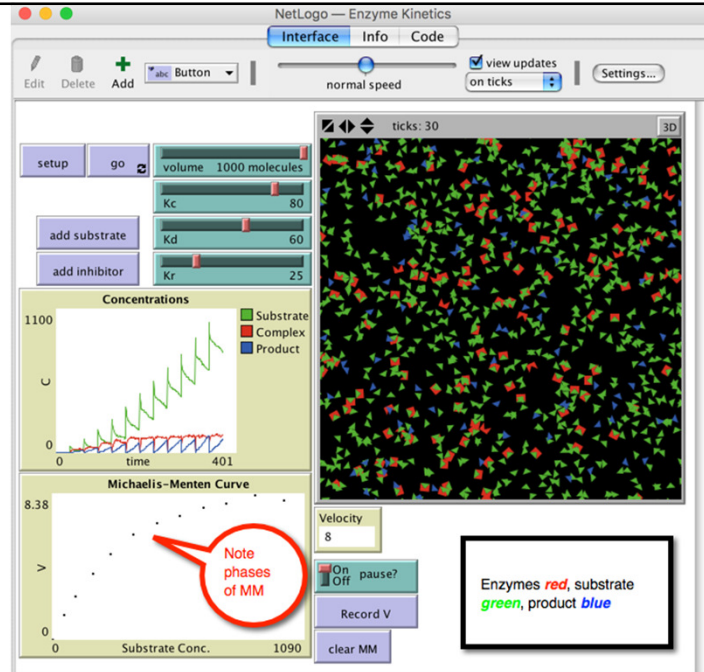 NetLogo — Enzyme Kinetics
Interface Info Code
Edit Delete Add abc Button normal speed view updates on ticks Settings...
ticks: 30 3D
setup go volume 1000 molecules
Kc 80
add substrate Kd 60
add inhibitor Kr 25
Concentrations
1100
C
0
0 time 401
Substrate
Complex
Product
Michaelis-Menten Curve
8.38
V
0
0 Substrate Conc. 1090
Note
phases
of MM
Velocity
8
On
Off pause?
Record V
clear MM
Enzymes red, substrate
green, product blue